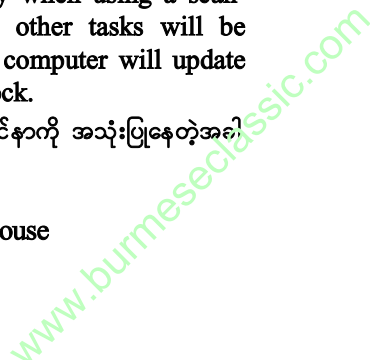 when using a scan-
other tasks will be
computer will update
ock.
င်နာကို အသုံးပြုနေတဲ့အခါ
ouse
www.burmeseclassic.com